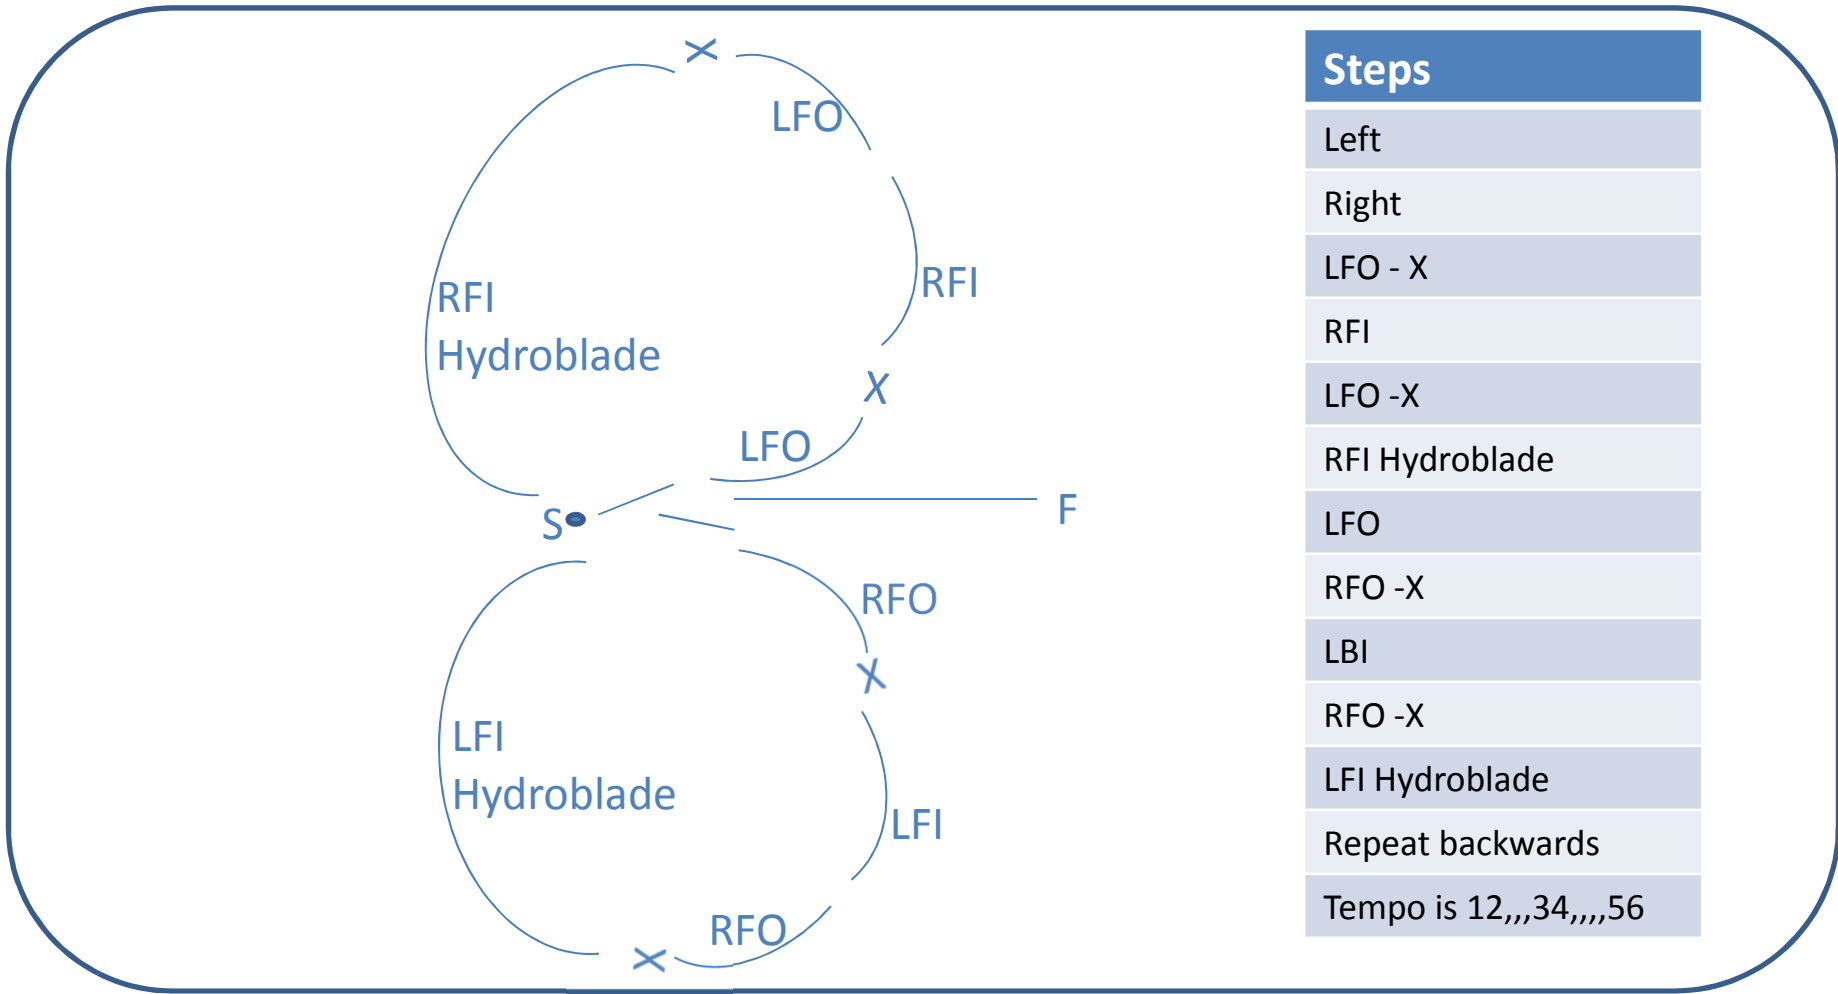 X
LFO
RFI
Hydroblade
RFI
X
LFO
S
F
RFO
X
LFI
Hydroblade
LFI
RFO
X
Steps
Left
Right
LFO - X
RFI
LFO -X
RFI Hydroblade
LFO
RFO -X
LBI
RFO -X
LFI Hydroblade
Repeat backwards
Tempo is 12,,,34,,,,56